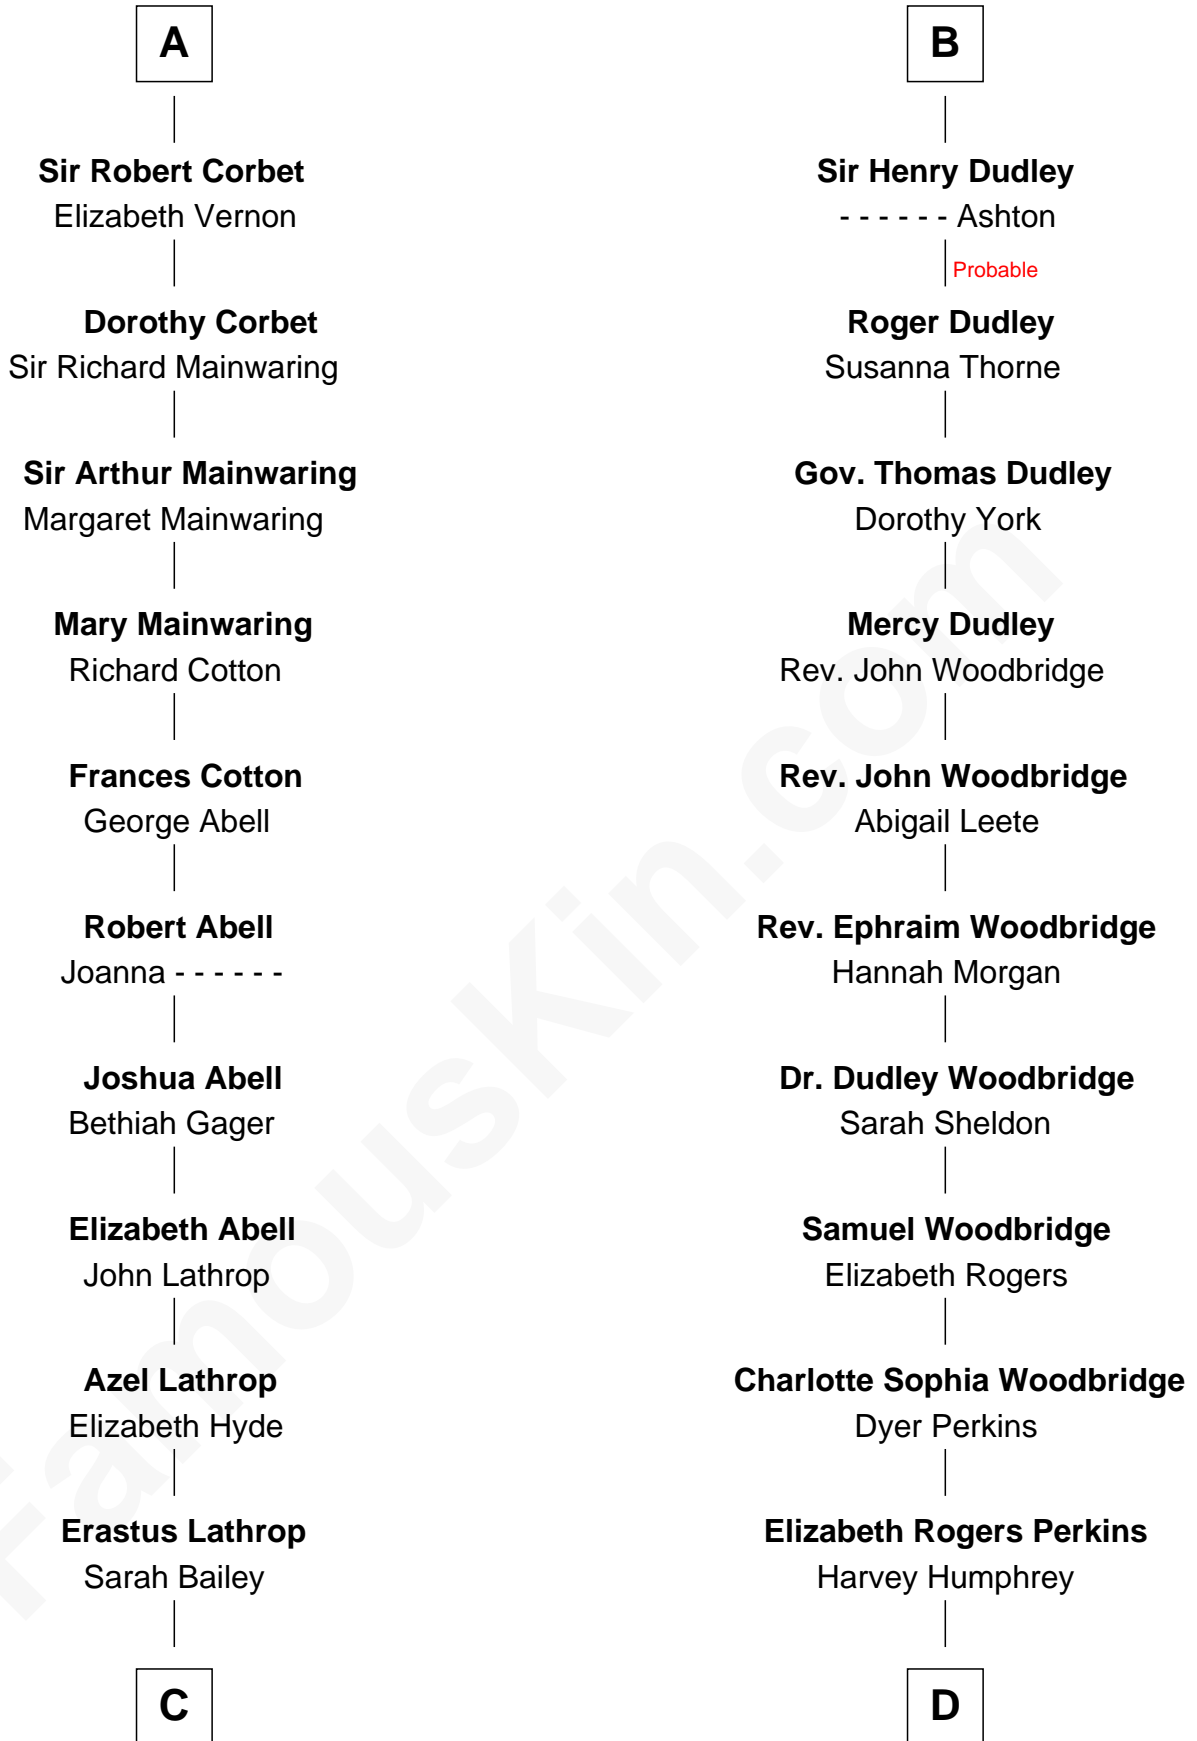 A
Sir Robert Corbet
Elizabeth Vernon
Dorothy Corbet
Sir Richard Mainwaring
Sir Arthur Mainwaring
Margaret Mainwaring
Mary Mainwaring
Richard Cotton
Frances Cotton
George Abell
Robert Abell
Joanna - - - - - -
Joshua Abell
Bethiah Gager
Elizabeth Abell
John Lathrop
Azel Lathrop
Elizabeth Hyde
Erastus Lathrop
Sarah Bailey
C
B
Sir Henry Dudley
- - - - - - Ashton
Probable
Roger Dudley
Susanna Thorne
Gov. Thomas Dudley
Dorothy York
Mercy Dudley
Rev. John Woodbridge
Rev. John Woodbridge
Abigail Leete
Rev. Ephraim Woodbridge
Hannah Morgan
Dr. Dudley Woodbridge
Sarah Sheldon
Samuel Woodbridge
Elizabeth Rogers
Charlotte Sophia Woodbridge
Dyer Perkins
Elizabeth Rogers Perkins
Harvey Humphrey
D
FamousKin.com